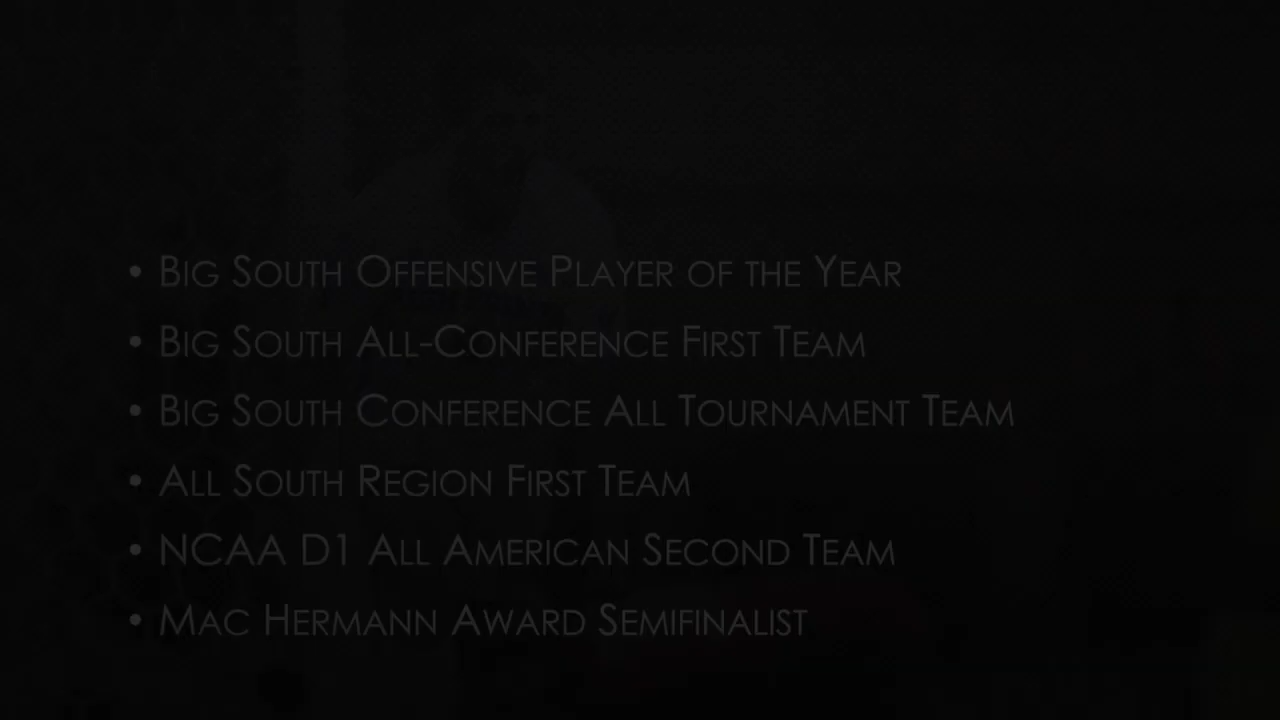 • Big South Offensive Player of the Year
• Big South All-Conference First Team
• Big South Conference All Tournament Team
• All South Region First Team
• NCAA D1 All American Second Team
• Mac Hermann Award Semifinalist